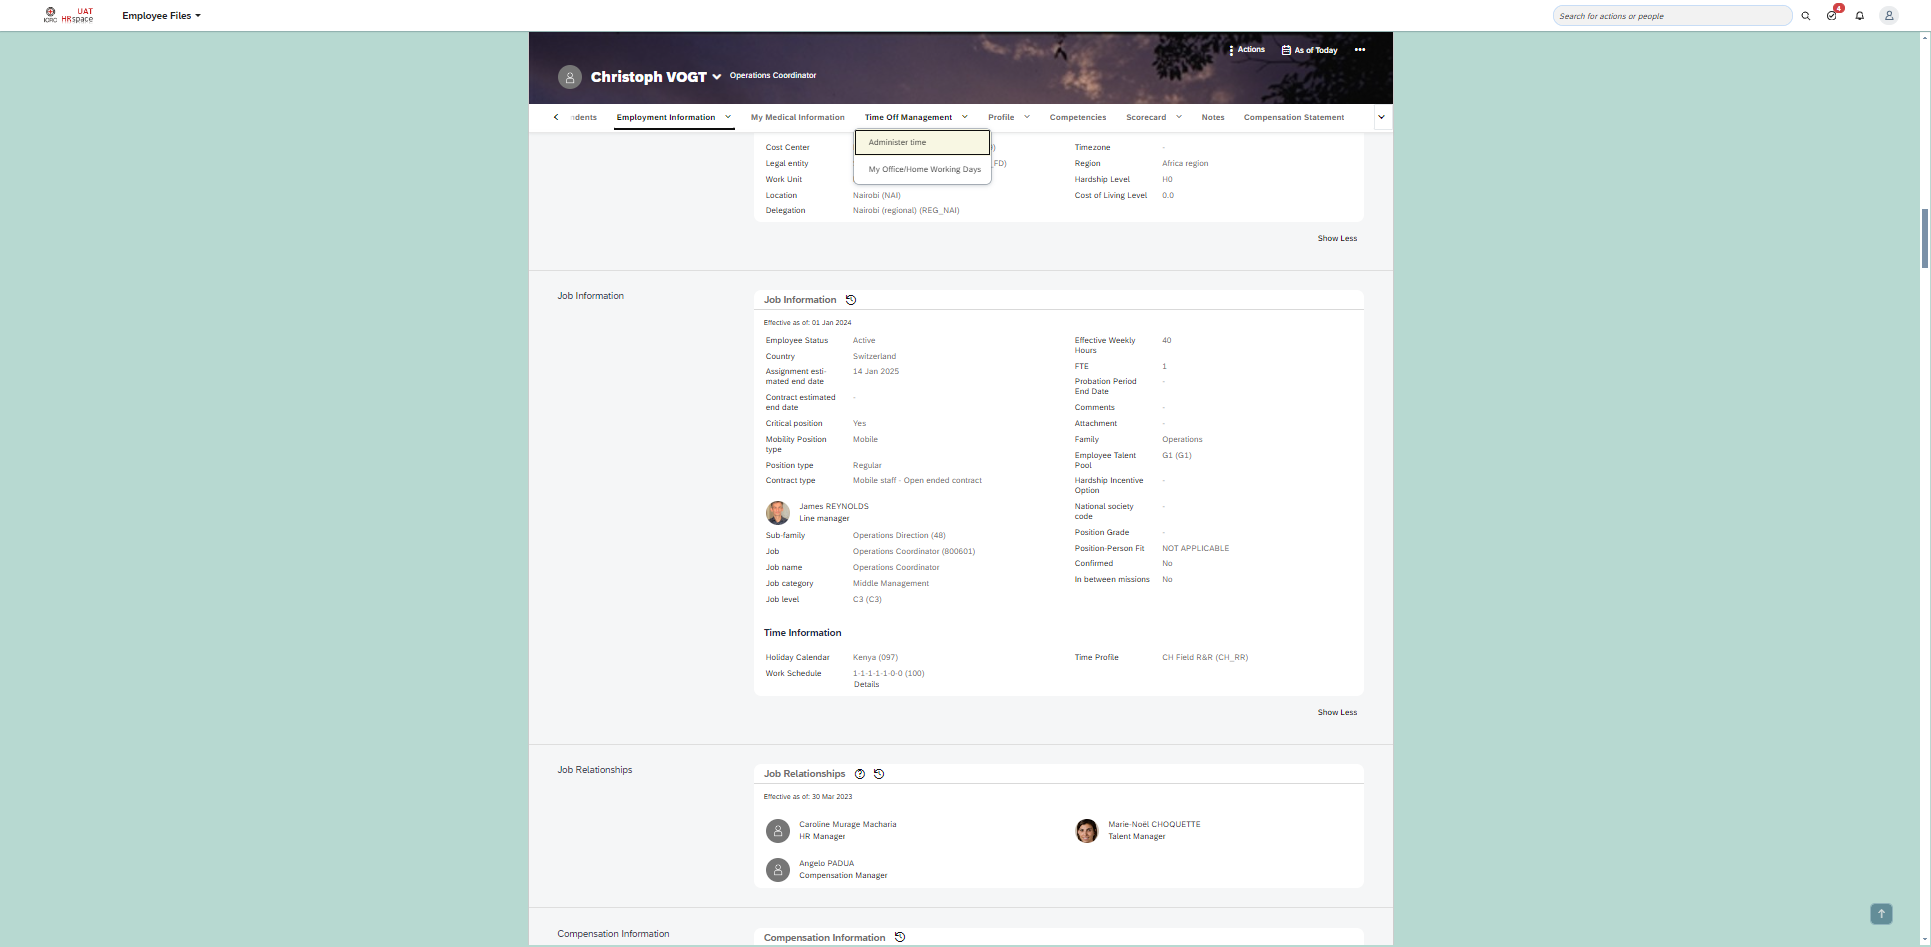 ICRC
UAT
HRspace
Employee Files
Search for actions or people
4
Actions
As of Today
Christoph VOGT
Operations Coordinator
ndents
Employment Information
My Medical Information
Time Off Management
Profile
Competencies
Scorecard
Notes
Compensation Statement
Administer time
My Office/Home Working Days
Cost Center
)
Timezone
-
Legal entity
_FD)
Region
Africa region
Work Unit
Hardship Level
H0
Location
Nairobi (NAI)
Cost of Living Level
0.0
Delegation
Nairobi (regional) (REG_NAI)
Show Less
Job Information
Job Information
Effective as of: 01 Jan 2024
Employee Status
Active
Country
Switzerland
Assignment esti-
mated end date
14 Jan 2025
Contract estimated
end date
-
Critical position
Yes
Mobility Position
type
Mobile
Position type
Regular
Contract type
Mobile staff - Open ended contract
James REYNOLDS
Line manager
Sub-family
Operations Direction (48)
Job
Operations Coordinator (800601)
Job name
Operations Coordinator
Job category
Middle Management
Job level
C3 (C3)
Effective Weekly
Hours
40
FTE
1
Probation Period
End Date
-
Comments
-
Attachment
-
Family
Operations
Employee Talent
Pool
G1 (G1)
Hardship Incentive
Option
-
National society
code
-
Position Grade
-
Position-Person Fit
NOT APPLICABLE
Confirmed
No
In between missions
No
Time Information
Holiday Calendar
Kenya (097)
Work Schedule
1-1-1-1-1-0-0 (100)
Details
Time Profile
CH Field R&R (CH_RR)
Show Less
Job Relationships
Job Relationships
Effective as of: 30 Mar 2023
Caroline Murage Macharia
HR Manager
Marie-Noël CHOQUETTE
Talent Manager
Angelo PADUA
Compensation Manager
Compensation Information
Compensation Information